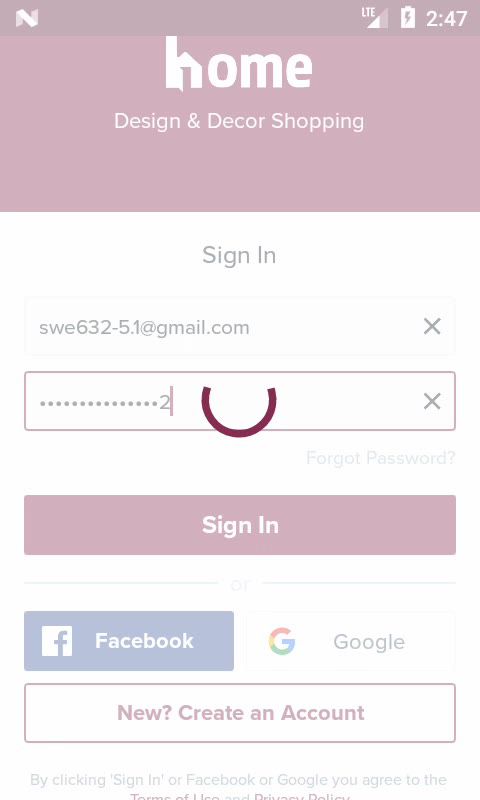 LTE 2:47
home
Design & Decor Shopping
Sign In
swe632-5.1@gmail.com
•••••••••••••••2
Forgot Password?
Sign In
or
Facebook Google
New? Create an Account
By clicking 'Sign In' or Facebook or Google you agree to the
Terms of Use and Privacy Policy